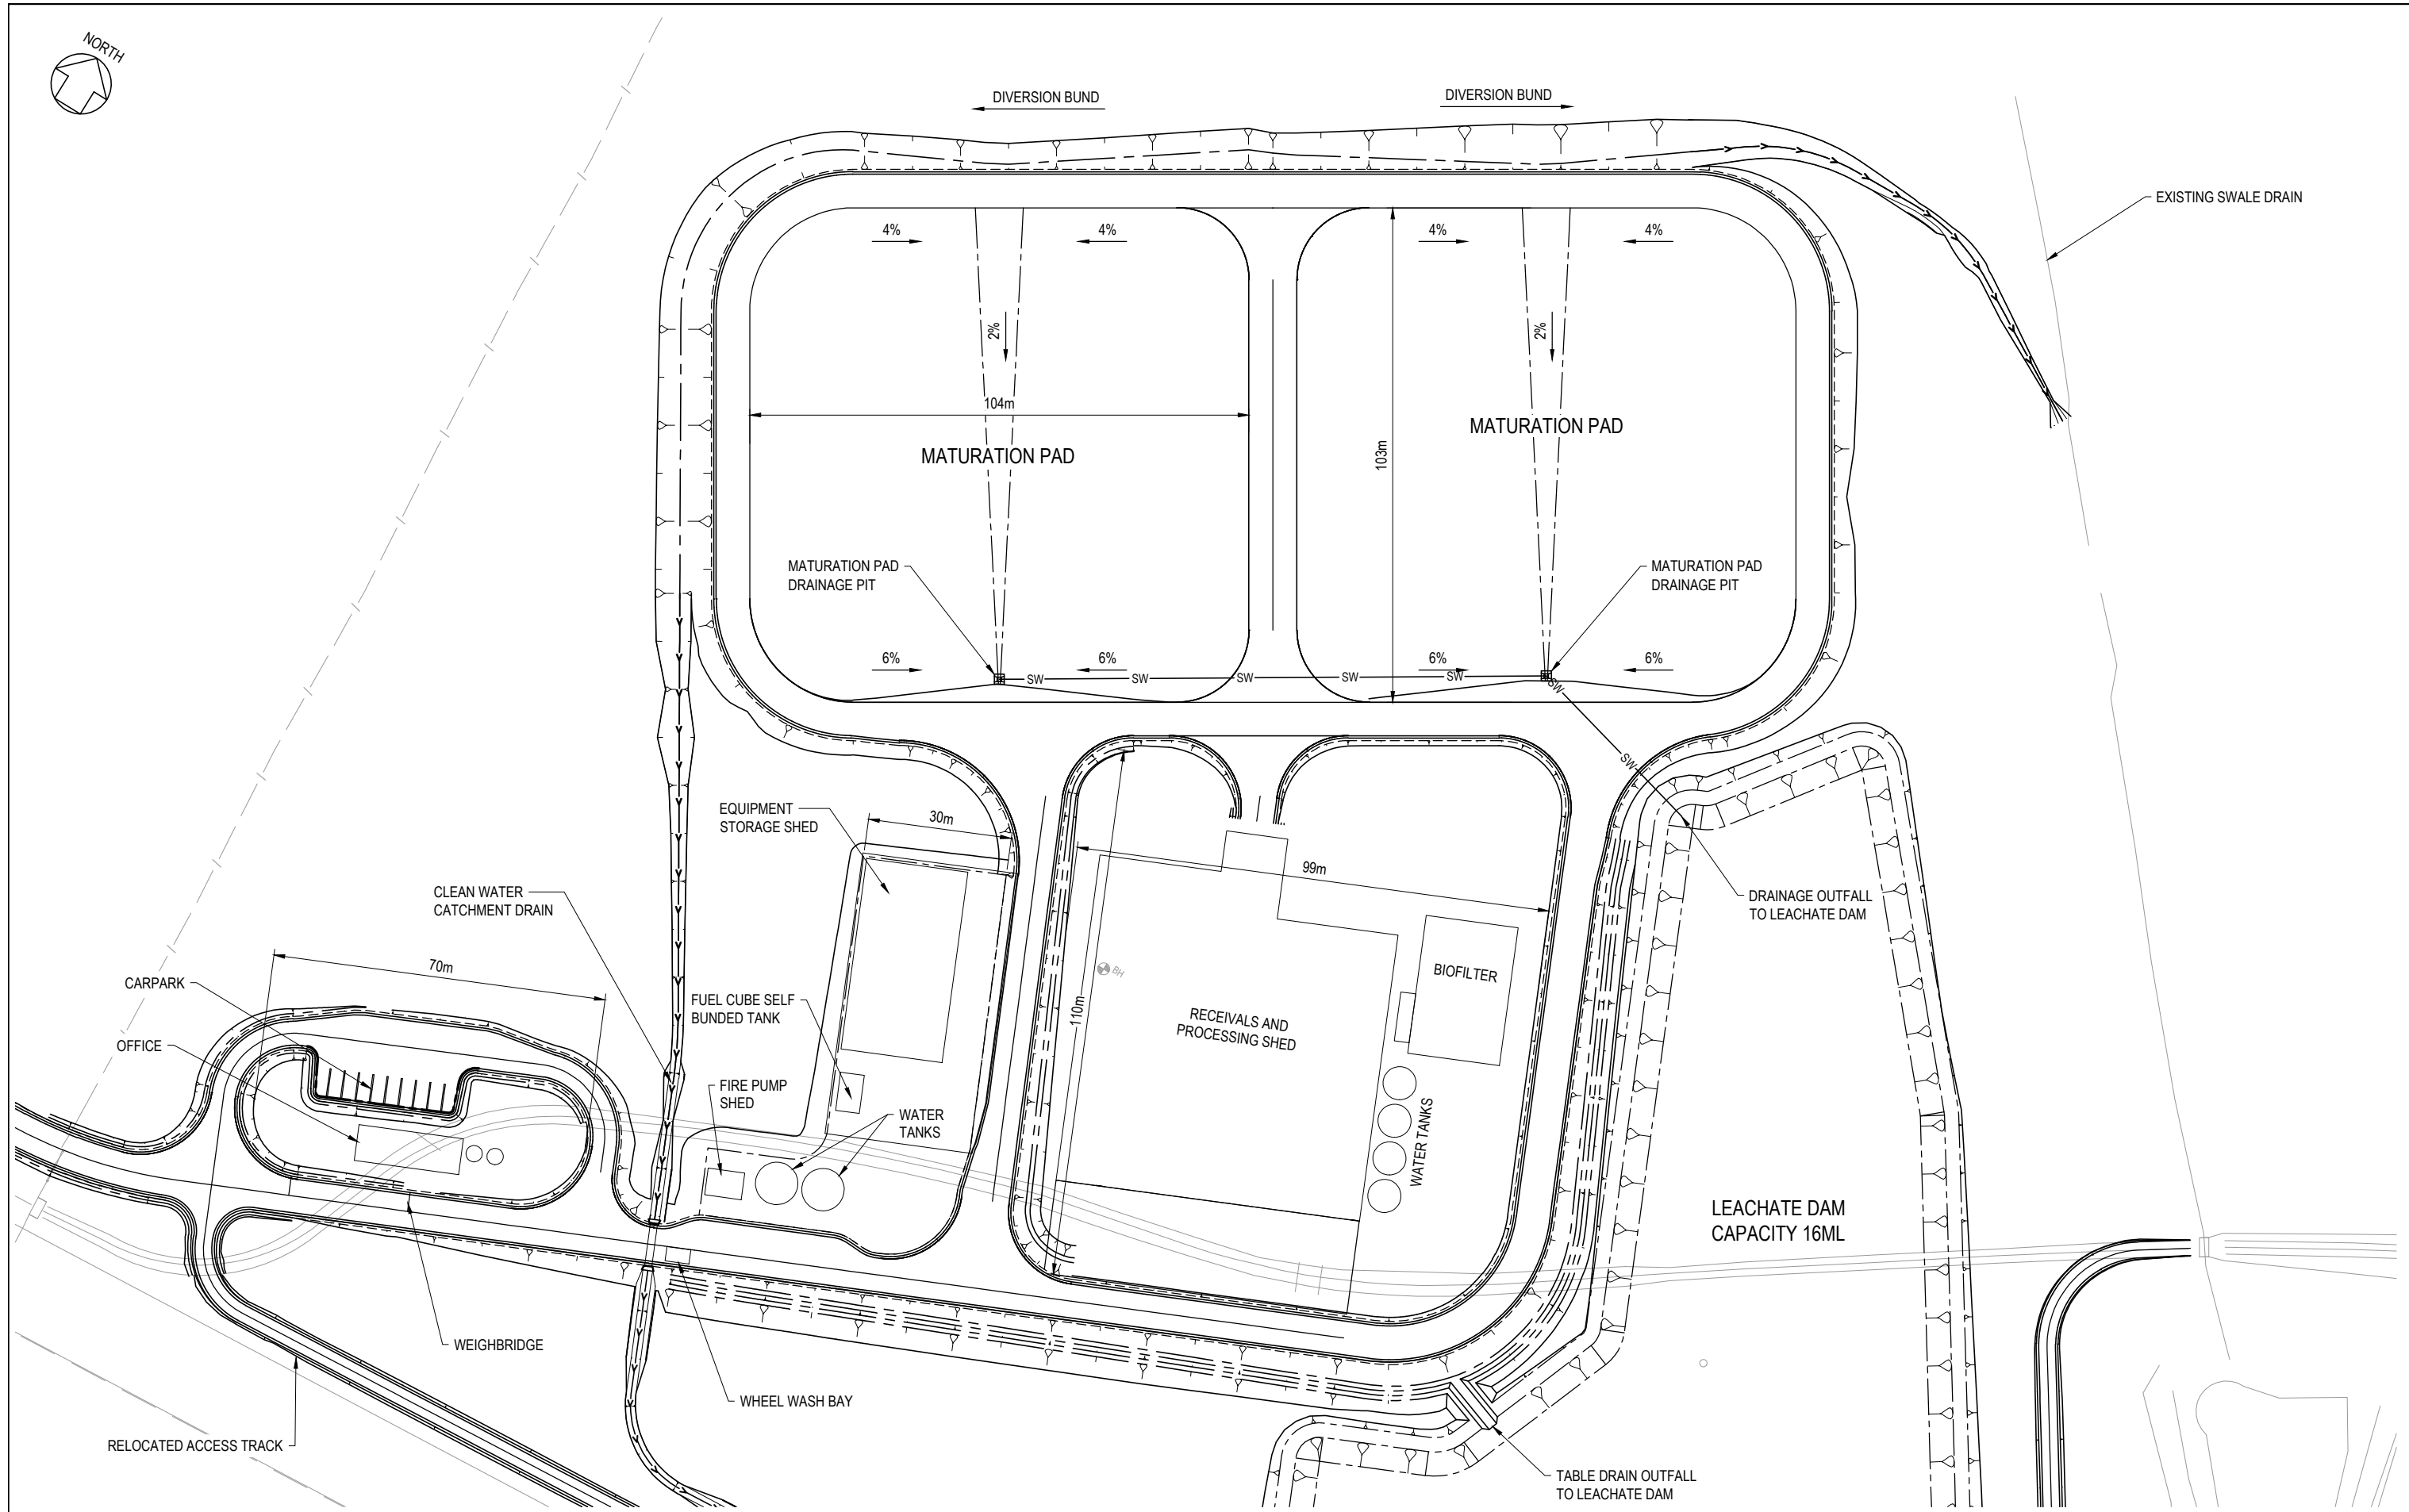 NORTH
DIVERSION BUND
DIVERSION BUND
EXISTING SWALE DRAIN
4%
4%
4%
4%
2%
2%
104m
103m
MATURATION PAD
MATURATION PAD
MATURATION PAD
DRAINAGE PIT
MATURATION PAD
DRAINAGE PIT
6%
6%
6%
6%
SW
SW
SW
SW
SW
SW
SW
EQUIPMENT
STORAGE SHED
30m
99m
110m
CLEAN WATER
CATCHMENT DRAIN
DRAINAGE OUTFALL
TO LEACHATE DAM
70m
CARPARK
OFFICE
FUEL CUBE SELF
BUNDED TANK
BH
BIOFILTER
RECEIVALS AND
PROCESSING SHED
FIRE PUMP
SHED
WATER
TANKS
WATER TANKS
LEACHATE DAM
CAPACITY 16ML
WEIGHBRIDGE
WHEEL WASH BAY
RELOCATED ACCESS TRACK
TABLE DRAIN OUTFALL
TO LEACHATE DAM